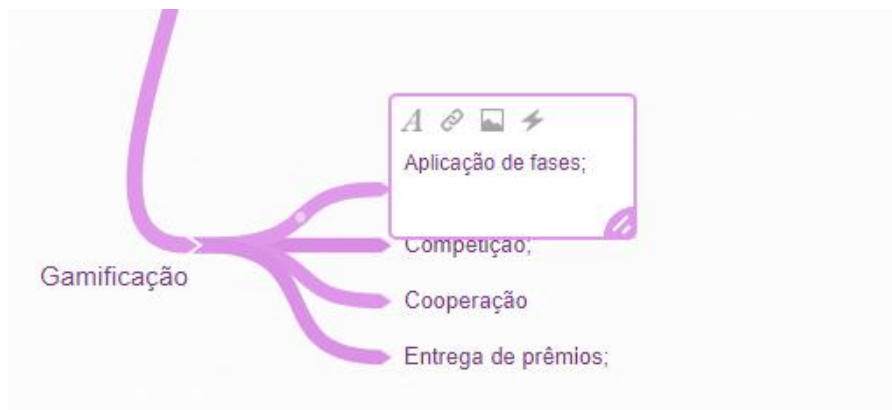 Aplicação de fases;
Competição;
Gamificação
Cooperação
Entrega de prêmios;